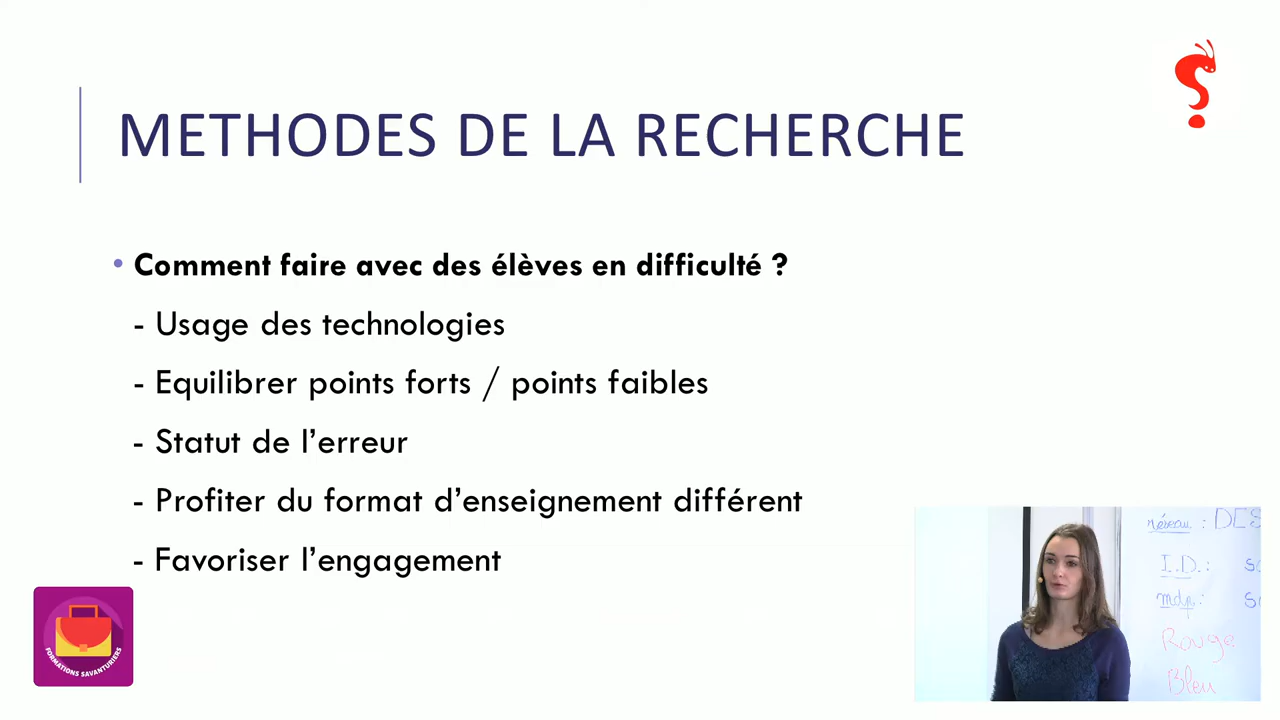 METHODES DE LA RECHERCHE
• Comment faire avec des élèves en difficulté ?
- Usage des technologies
- Equilibrer points forts / points faibles
- Statut de l'erreur
- Profiter du format d'enseignement différent
- Favoriser l'engagement
FORMATIONS SAVANTURIERS
réseau : DES
I.D. :
mdp :
Rouge
Bleu